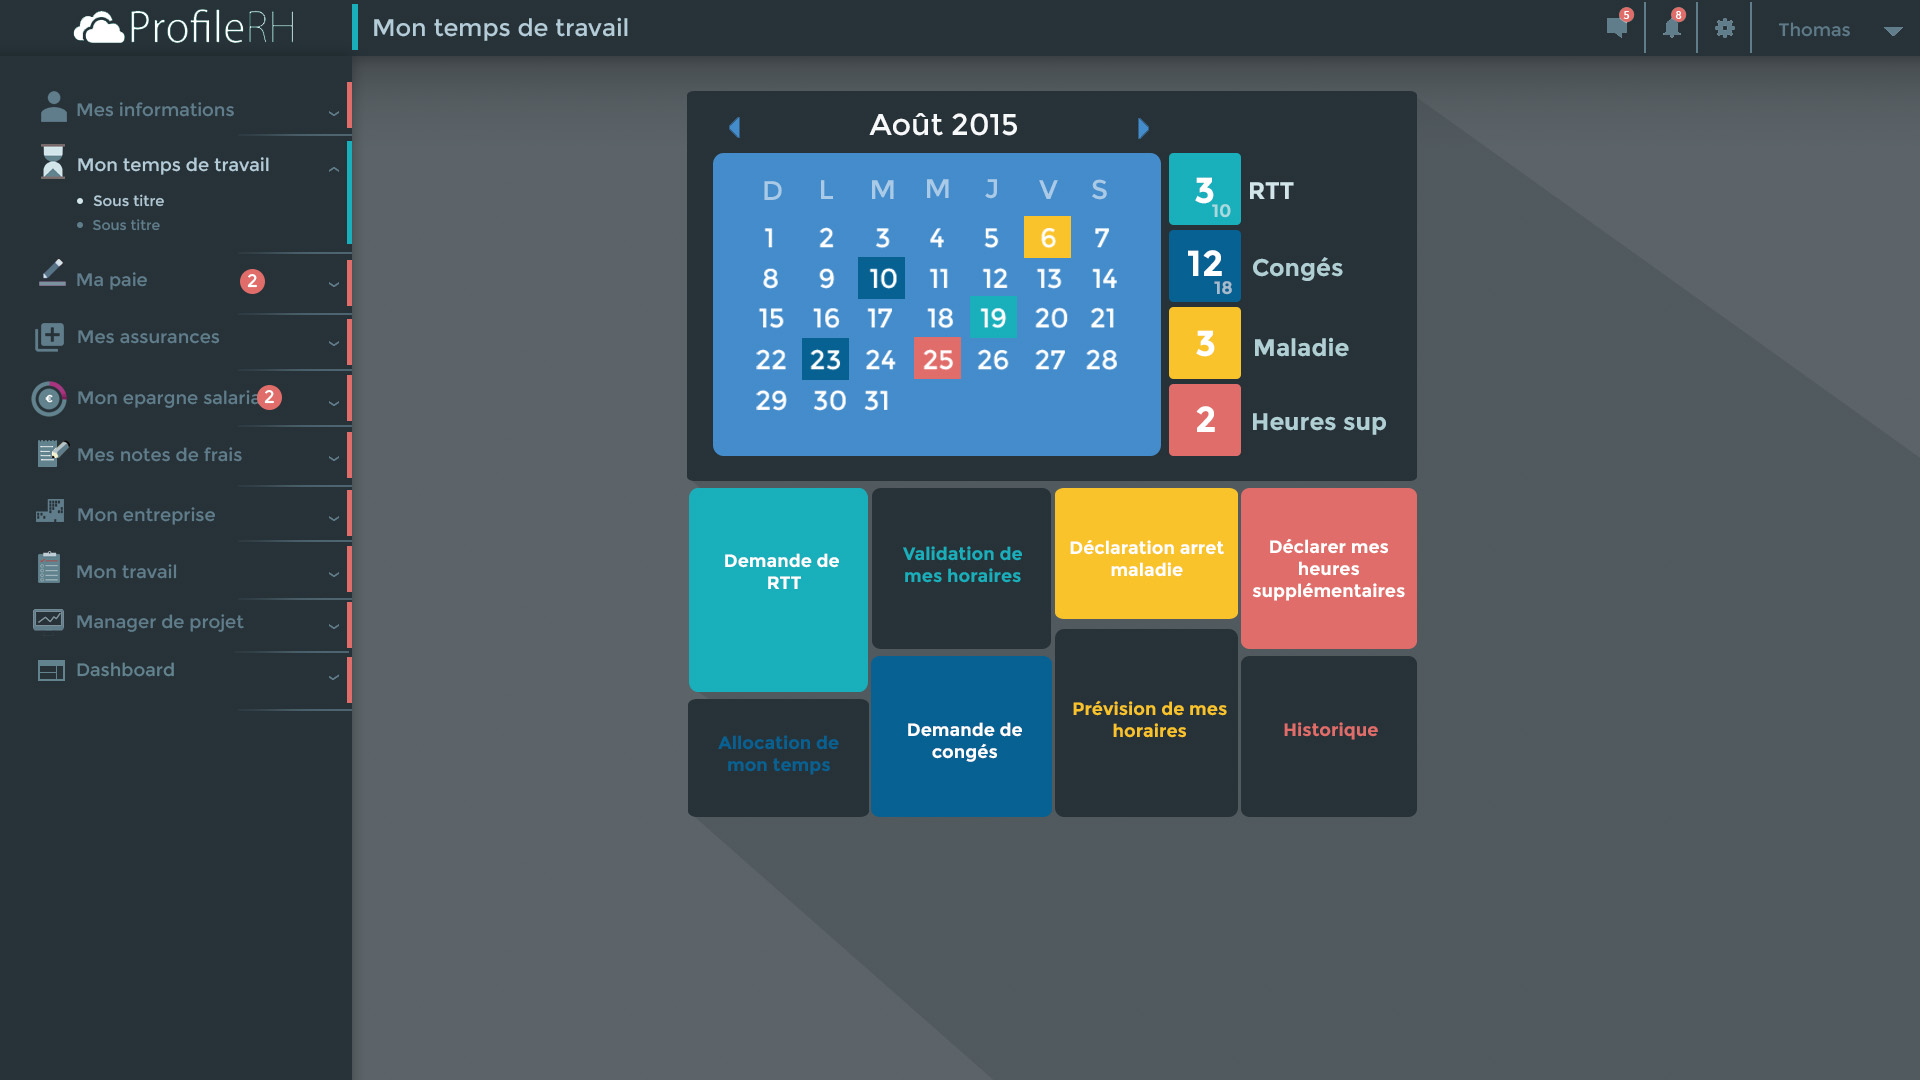 ProfileRH
Mon temps de travail
5
8
Thomas
Mes informations
Mon temps de travail
Sous titre
Sous titre
Ma paie
2
Mes assurances
€
Mon epargne salaria
2
Mes notes de frais
Mon entreprise
Mon travail
Manager de projet
Dashboard
Août 2015
D L M M J V S
1 2 3 4 5 6 7
8 9 10 11 12 13 14
15 16 17 18 19 20 21
22 23 24 25 26 27 28
29 30 31
3
10
RTT
12
18
Congés
3
Maladie
2
Heures sup
Demande de
RTT
Validation de
mes horaires
Déclaration arret
maladie
Déclarer mes
heures
supplémentaires
Allocation de
mon temps
Demande de
congés
Prévision de mes
horaires
Historique